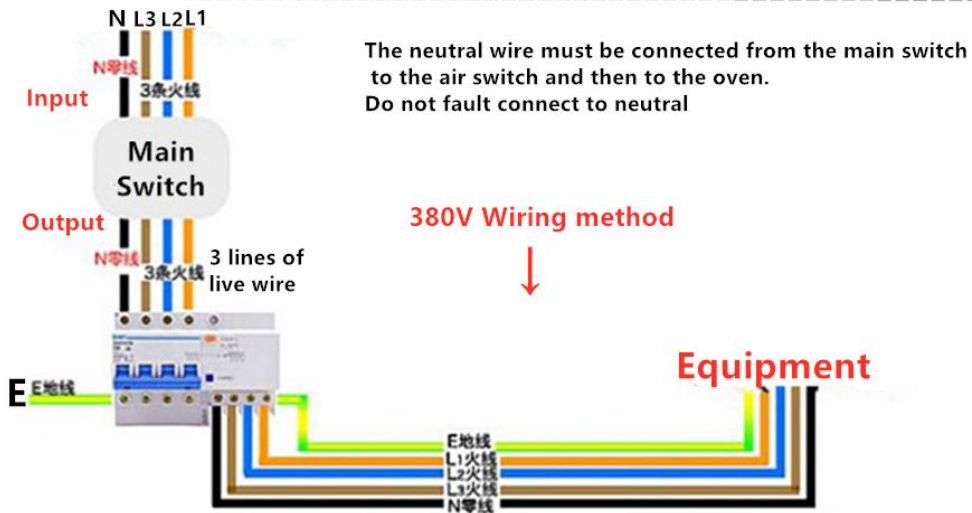 N L3 L2 L1
The neutral wire must be connected from the main switch
to the air switch and then to the oven.
Do not fault connect to neutral
N零线
Input
3条火线
Main
Switch
Output
380V Wiring method
N零线
3条火线
3 lines of
live wire
Equipment
E
E地线
E地线
L1火线
L2火线
L3火线
N零线